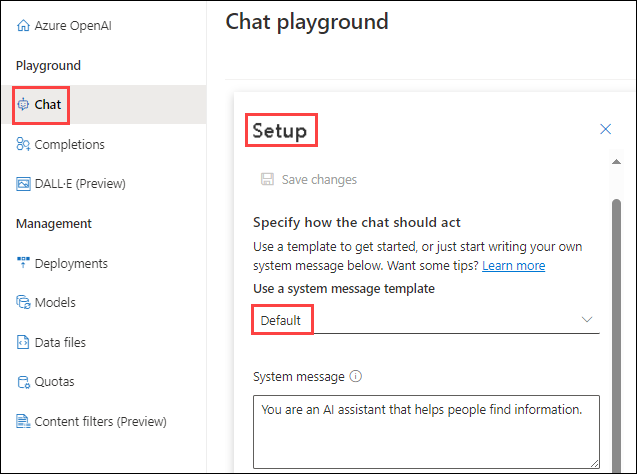 Azure OpenAI
Playground
Chat
Completions
DALL·E (Preview)
Management
Deployments
Models
Data files
Quotas
Content filters (Preview)
Chat playground
Setup
Save changes
Specify how the chat should act
Use a template to get started, or just start writing your own
system message below. Want some tips? Learn more
Use a system message template
Default
System message
You are an AI assistant that helps people find information.